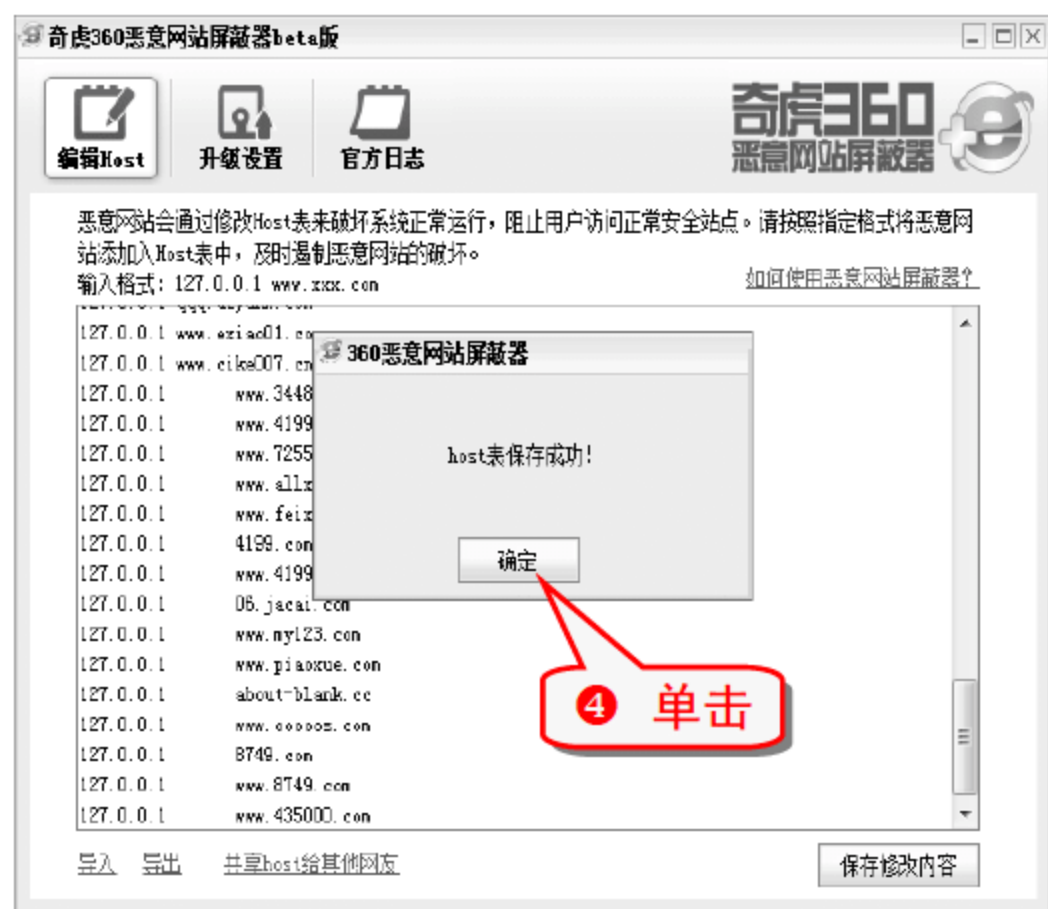 奇虎360恶意网站屏蔽器beta版
编辑Host
升级设置
官方日志
奇虎360
恶意网站屏蔽器
恶意网站会通过修改Host表来破坏系统正常运行，阻止用户访问正常安全站点。请按照指定格式将恶意网
站添加入Host表中，及时遏制恶意网站的破坏。
输入格式: 127.0.0.1 www.xxx.com
如何使用恶意网站屏蔽器?
127.0.0.1 www.
127.0.0.1 www.cike007.cn
127.0.0.1 www.3448
127.0.0.1 www.4199
127.0.0.1 www.7255
127.0.0.1 www.allx
127.0.0.1 www.feix
127.0.0.1 4199.com
127.0.0.1 www.4199
127.0.0.1 06.jacai.com
127.0.0.1 www.my123.com
127.0.0.1 www.piaoxue.com
127.0.0.1 about-blank.cc
127.0.0.1 www.ooooos.com
127.0.0.1 8749.com
127.0.0.1 www.8749.com
127.0.0.1 www.435000.com
360恶意网站屏蔽器
host表保存成功!
确定
4 单击
导入 导出 共享host给其他网友
保存修改内容